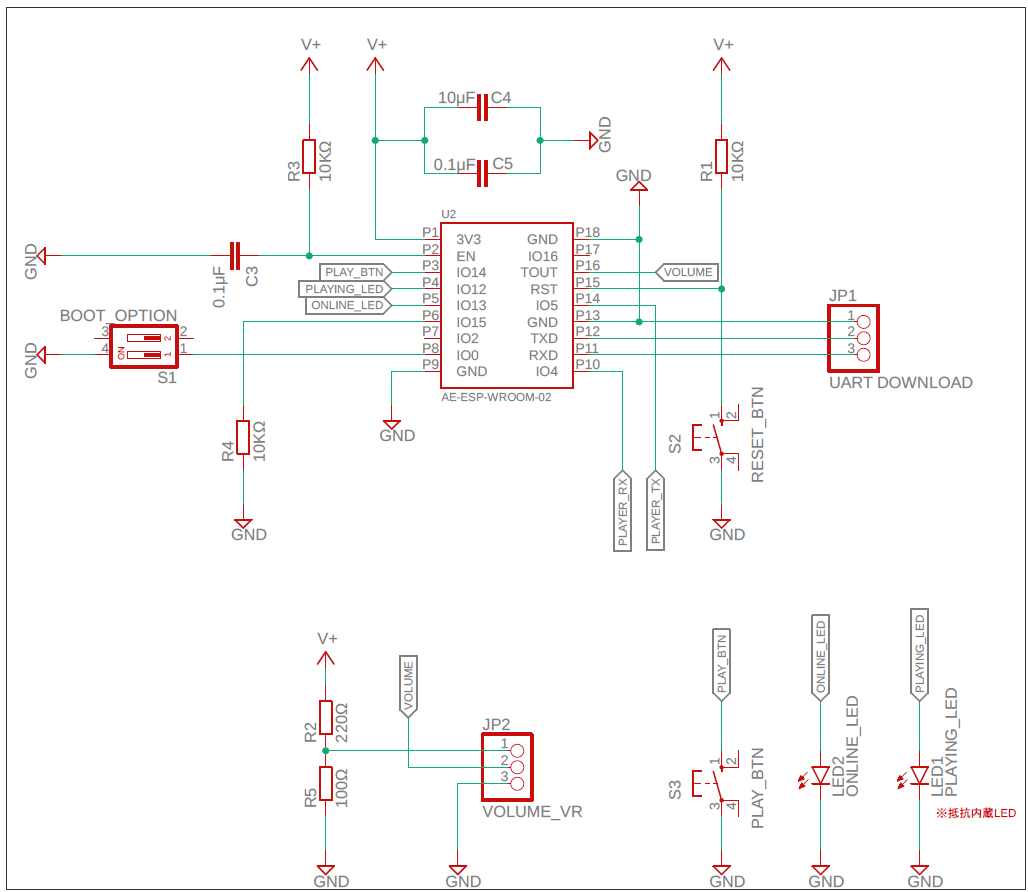 V+
V+
V+
10µF C4
GND
R3
10KΩ
0.1µF C5
R1
10KΩ
GND
U2
P1 3V3
P2 EN
P3 IO14
P4 IO12
P5 IO13
P6 IO15
P7 IO2
P8 IO0
P9 GND
GND P18
IO16 P17
TOUT P16
RST P15
IO5 P14
GND P13
TXD P12
RXD P11
IO4 P10
AE-ESP-WROOM-02
GND
0.1µF
C3
PLAY_BTN
PLAYING_LED
ONLINE_LED
VOLUME
JP1
1
2
3
UART DOWNLOAD
BOOT_OPTION
3
2
2
4
ON
1
1
S1
GND
GND
R4
10KΩ
GND
PLAYER_RX
PLAYER_TX
S2
1
2
3
4
RESET_BTN
GND
V+
R2
220Ω
R5
100Ω
GND
VOLUME
JP2
1
2
3
VOLUME_VR
GND
PLAY_BTN
S3
1
2
3
4
PLAY_BTN
GND
ONLINE_LED
LED2
ONLINE_LED
GND
PLAYING_LED
LED1
PLAYING_LED
※抵抗内蔵LED
GND